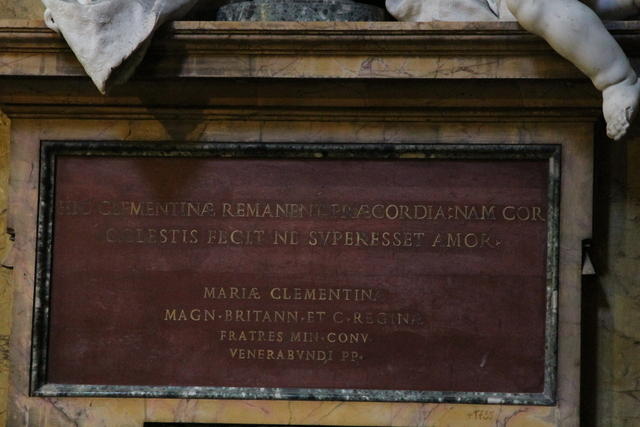 HIC CLEMENTINÆ REMANENT PRÆCORDIA: NAM COR
CŒLESTIS FECIT NE SVPERESSET AMOR.
MARIÆ CLEMENTINÆ
MAGN·BRITANN·ET C·REGINÆ
FRATRES MIN·CONV
VENERABVNDI PP·